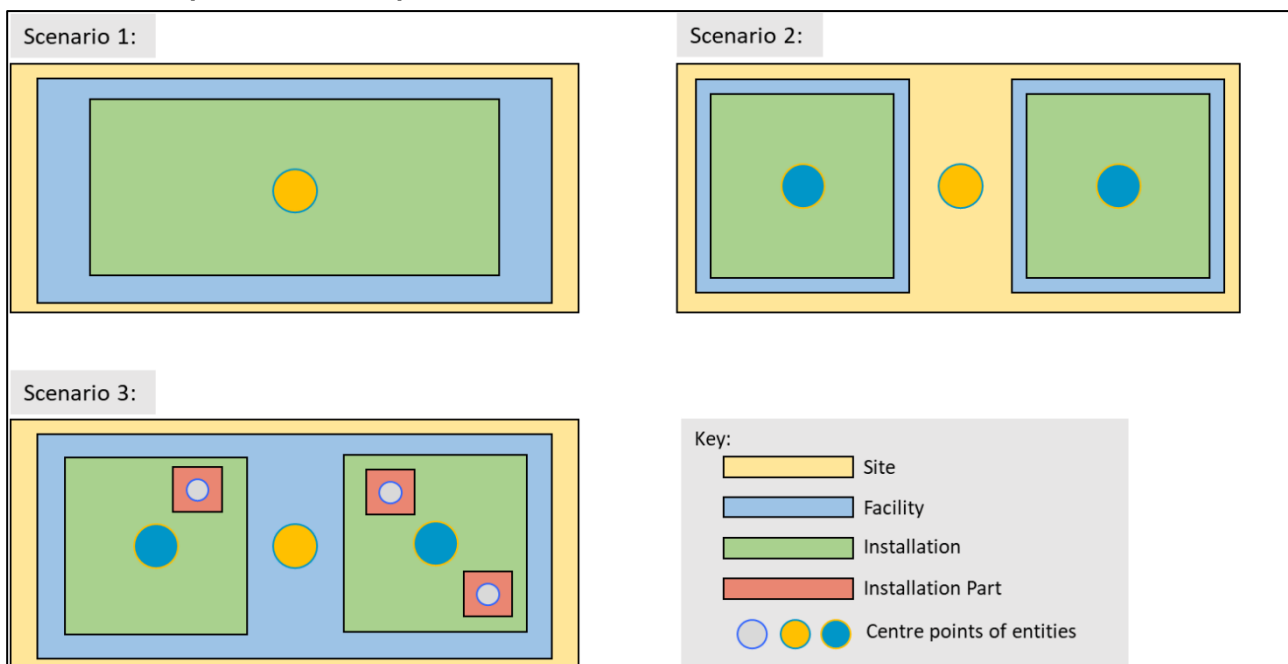 Scenario 1:
Scenario 2:
Scenario 3:
Key:
Site
Facility
Installation
Installation Part
Centre points of entities